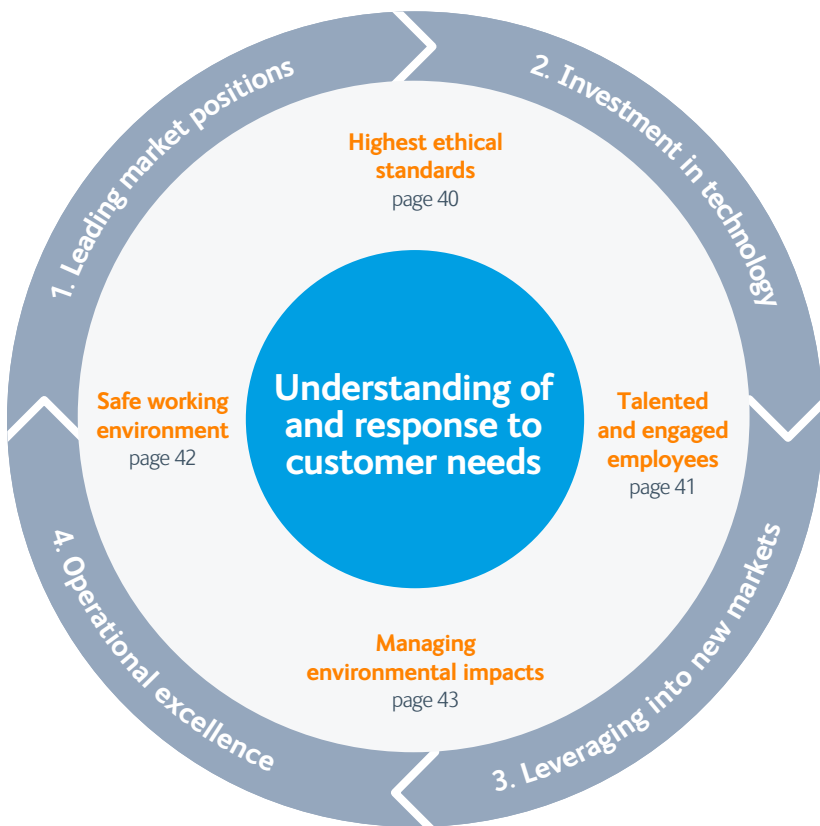 1. Leading market positions
2. Investment in technology
3. Leveraging into new markets
4. Operational excellence
Highest ethical
standards
page 40
Talented
and engaged
employees
page 41
Safe working
environment
page 42
Managing
environmental impacts
page 43
Understanding of
and response to
customer needs